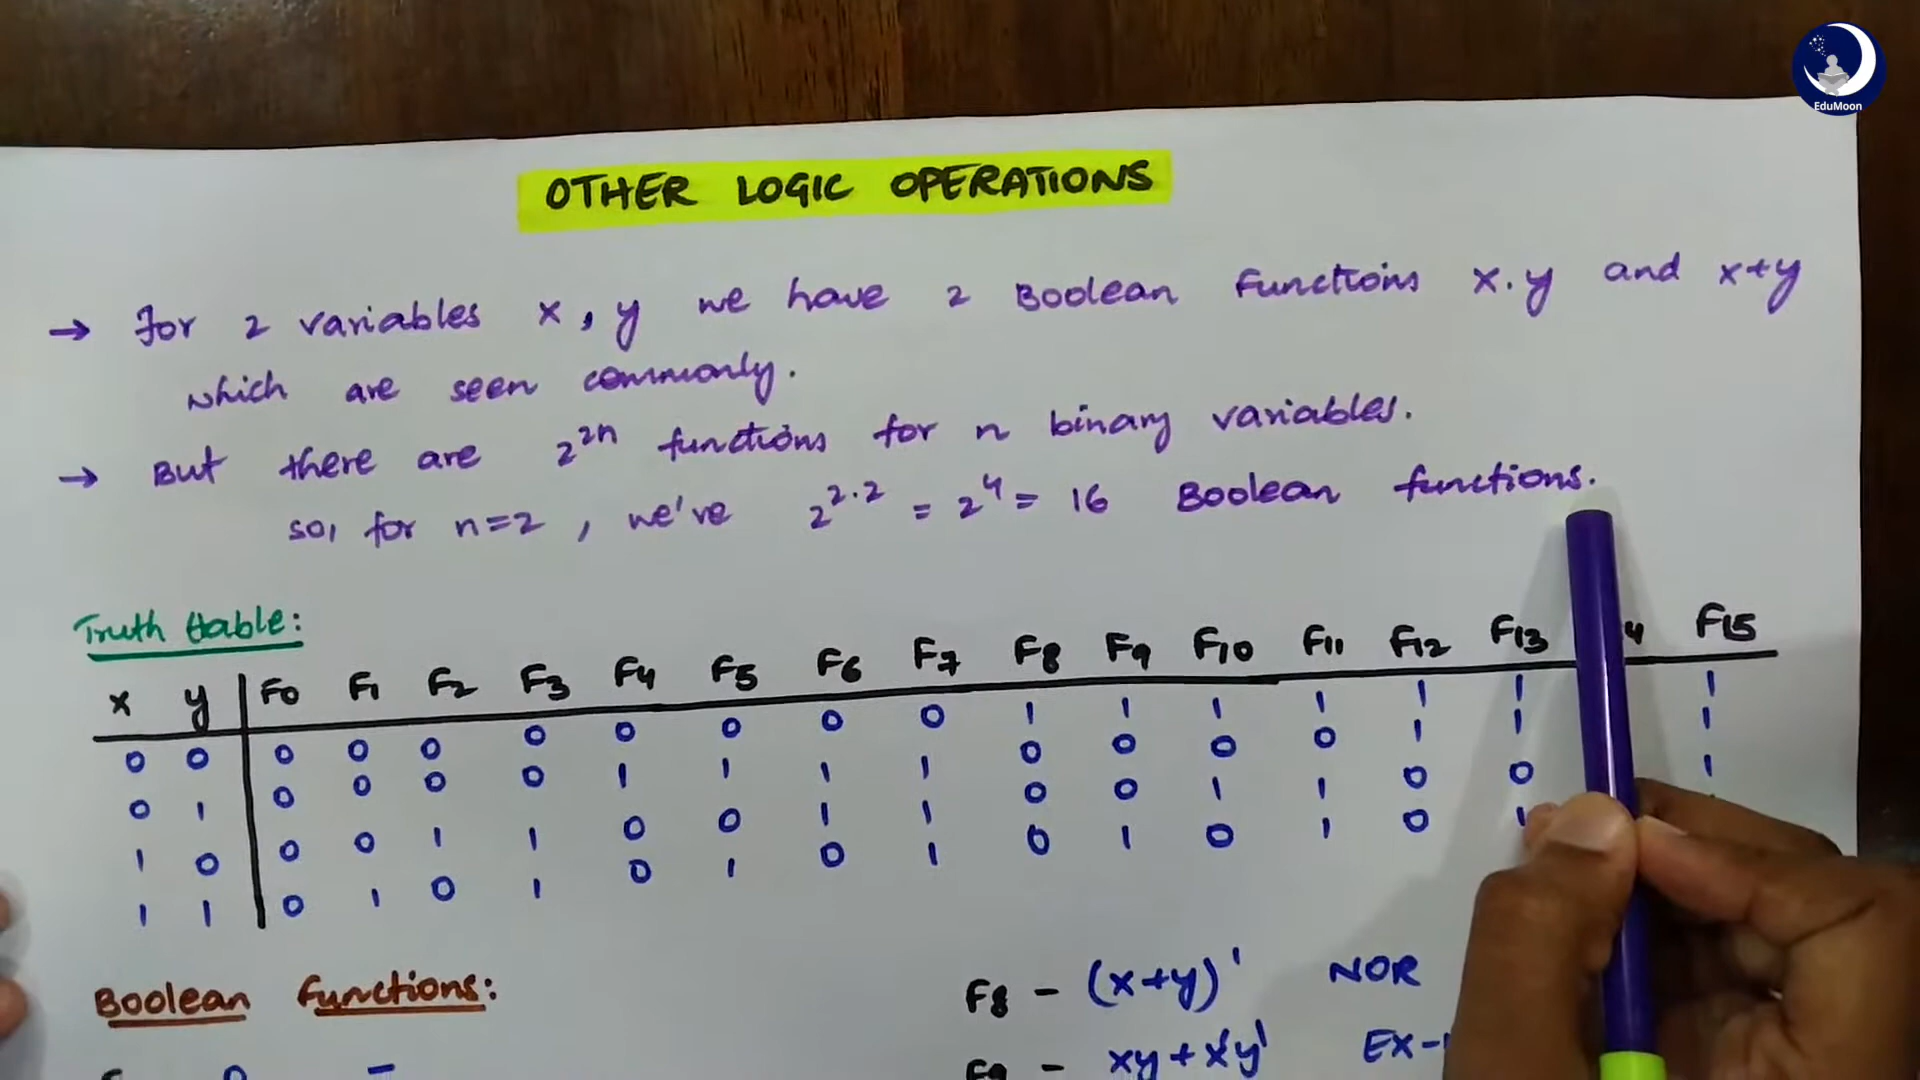 EduMoon
OTHER LOGIC OPERATIONS
→ For 2 variables x, y we have 2 Boolean Functions x.y and x+y
which are seen commonly.
→ But there are 2²ⁿ functions for n binary variables.
so, for n=2, we've 2^2.2 = 2⁴ = 16 Boolean functions.
Truth table:
x y F0 F1 F2 F3 F4 F5 F6 F7 F8 F9 F10 F11 F12 F13 4 F15
0 0 0 0 0 0 0 0 0 0 1 1 1 1 1 1 1
0 1 0 0 0 0 1 1 1 1 0 0 0 0 1 1 1
1 0 0 0 1 1 0 0 1 1 0 0 1 1 0 0 1
1 1 0 1 0 1 0 1 0 1 0 1 0 1 0 1
Boolean Functions:
F8 - (x+y)' NOR
F9 - xy + x'y' EX-